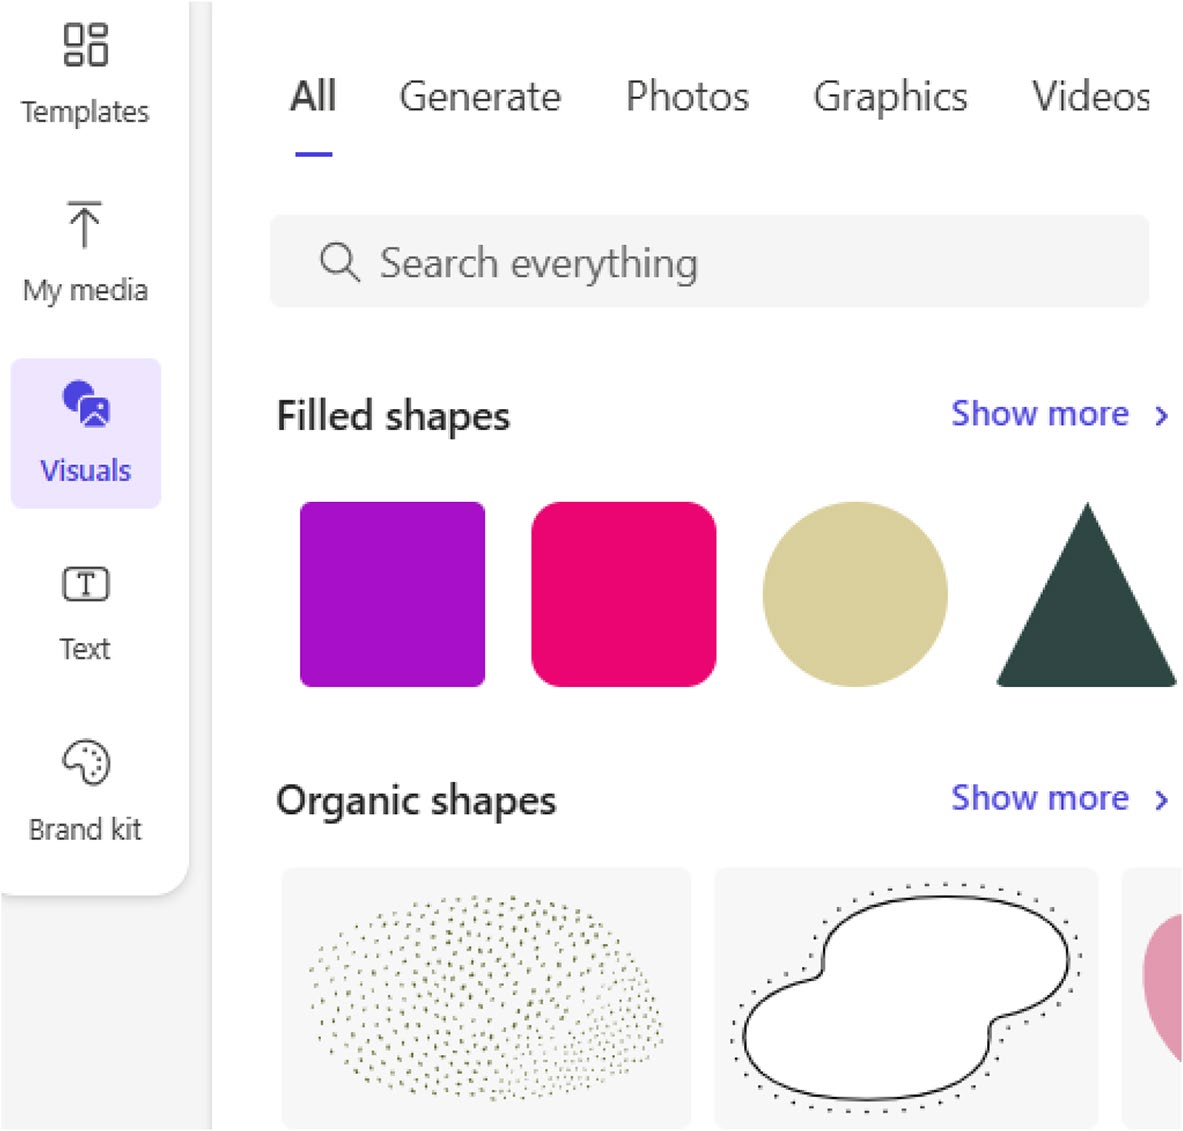 Templates
My media
Visuals
Text
Brand kit
All Generate Photos Graphics Videos
Search everything
Filled shapes Show more
Organic shapes Show more